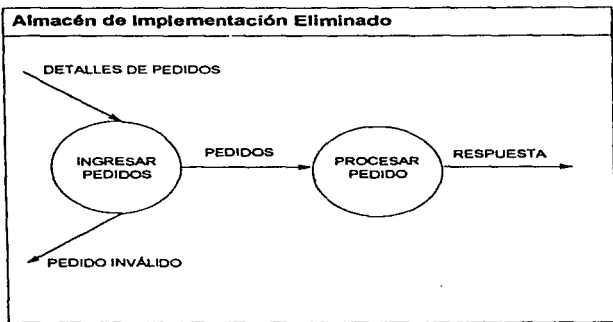 Almacén de Implementación Eliminado
DETALLES DE PEDIDOS
INGRESAR
PEDIDOS
PEDIDOS
PROCESAR
PEDIDO
RESPUESTA
PEDIDO INVÁLIDO